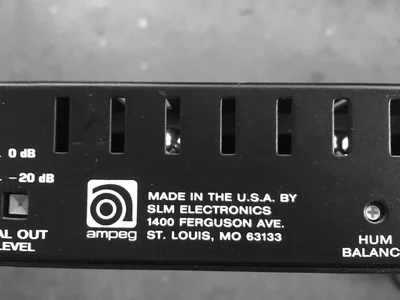 0 dB
-20 dB
AL OUT
LEVEL
ampeg
MADE IN THE U.S.A. BY
SLM ELECTRONICS
1400 FERGUSON AVE.
ST. LOUIS, MO 63133
HUM
BALANC